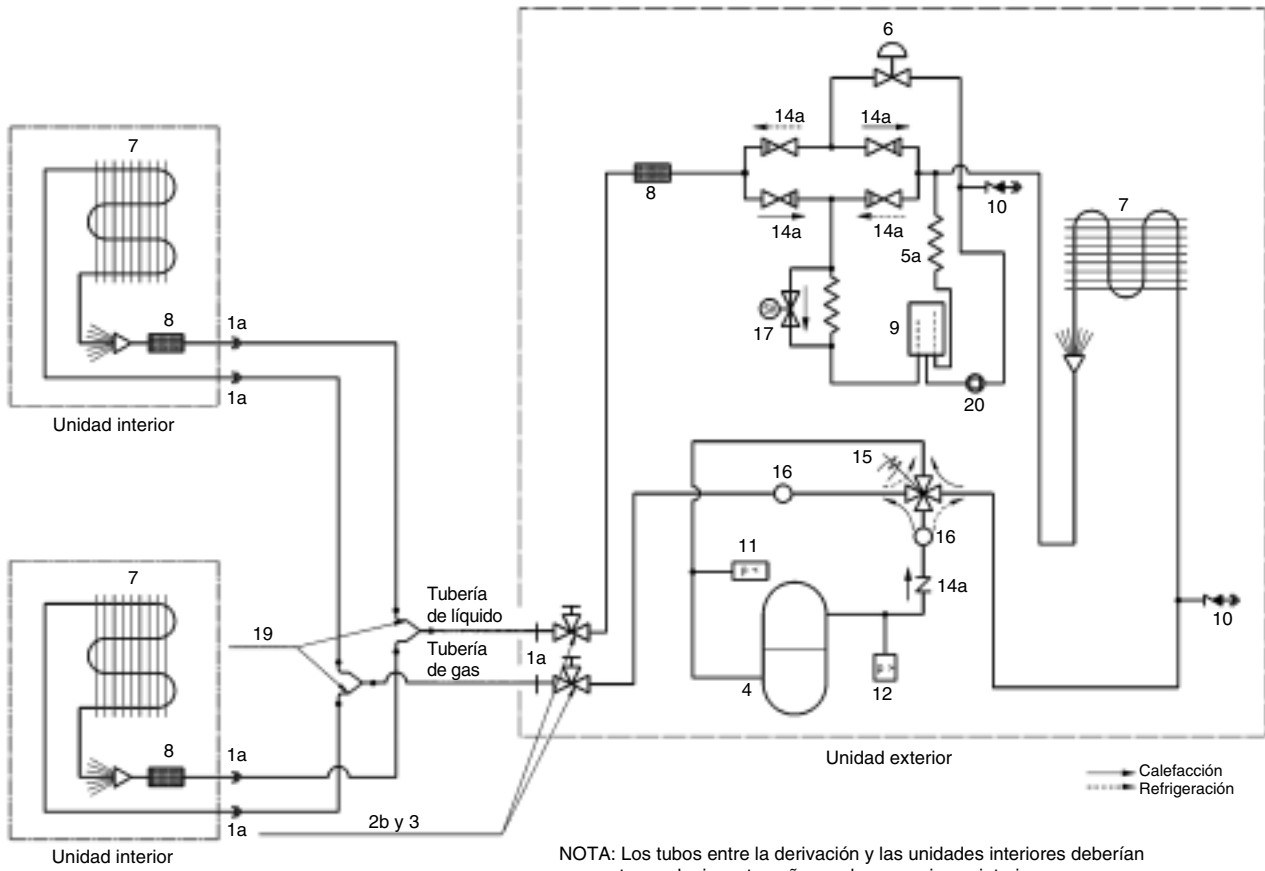 6
14a
14a
7
8
14a
14a
10
7
5a
17
9
20
8
1a
1a
Unidad interior
15
16
16
11
14a
7
Tubería
de líquido
19
Tubería
de gas
1a
4
12
10
8
1a
Unidad exterior
Calefacción
Refrigeración
1a
2b y 3
Unidad interior
NOTA: Los tubos entre la derivación y las unidades interiores deberían